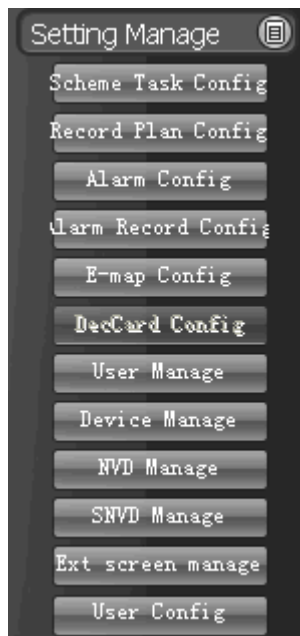 Setting Manage
Scheme Task Config
Record Plan Config
Alarm Config
Alarm Record Config
E-map Config
DecCard Config
User Manage
Device Manage
NVD Manage
SNVD Manage
Ext screen manage
User Config